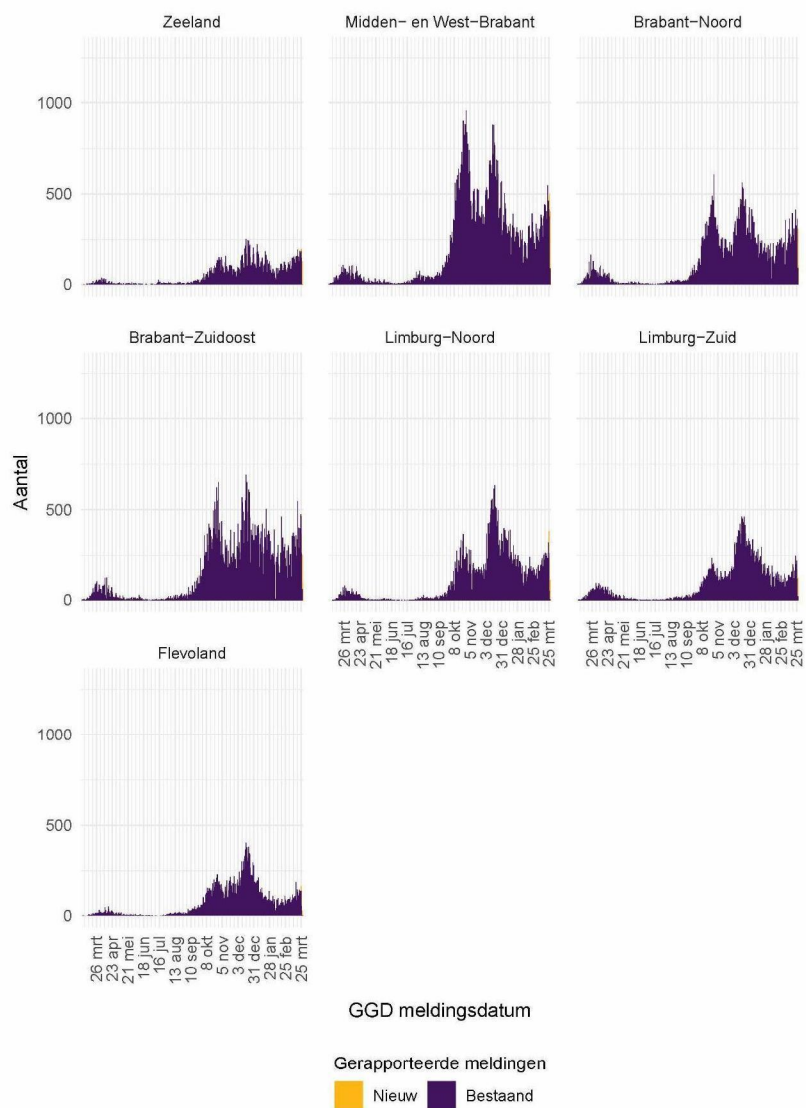 Zeeland
Midden- en West-Brabant
Brabant-Noord
1000
500
0
Brabant-Zuidoost
Limburg-Noord
Limburg-Zuid
1000
500
0
Aantal
26 mrt
23 apr
21 mei
18 jun
16 jul
13 aug
10 sep
8 okt
5 nov
3 dec
31 dec
28 jan
25 feb
25 mrt
26 mrt
23 apr
21 mei
18 jun
16 jul
13 aug
10 sep
8 okt
5 nov
3 dec
31 dec
28 jan
25 feb
25 mrt
Flevoland
1000
500
0
26 mrt
23 apr
21 mei
18 jun
16 jul
13 aug
10 sep
8 okt
5 nov
3 dec
31 dec
28 jan
25 feb
25 mrt
GGD meldingsdatum
Gerapporteerde meldingen
Nieuw
Bestaand